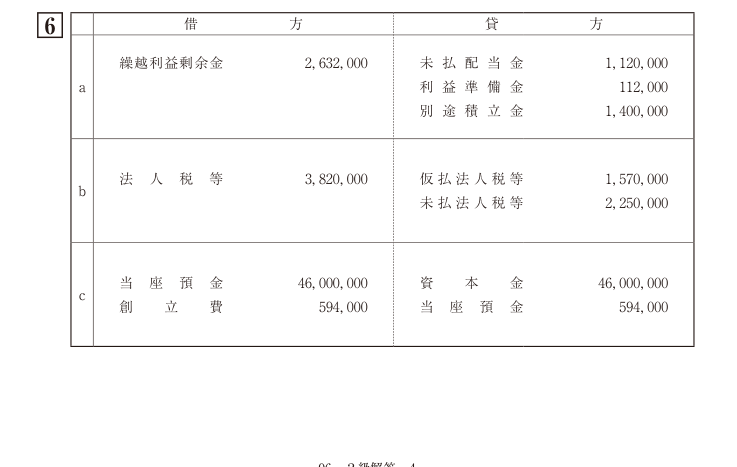 6
借方 貸方
a 繰越利益剰余金 2,632,000 未払配当金 1,120,000
利益準備金 112,000
別途積立金 1,400,000
b 法人税等 3,820,000 仮払法人税等 1,570,000
未払法人税等 2,250,000
c 当座預金 46,000,000 資本金 46,000,000
創立費 594,000 当座預金 594,000